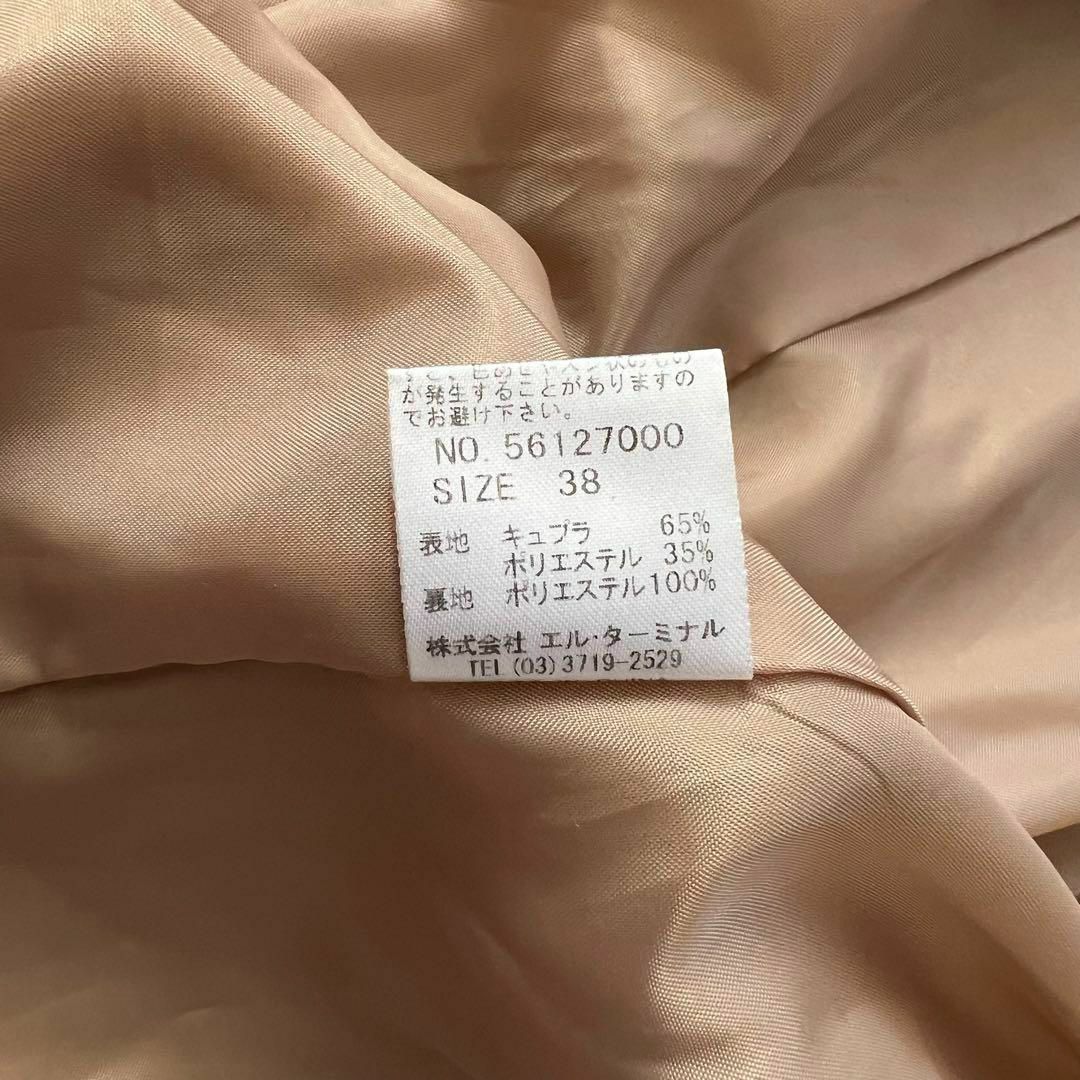 が発生することがありますの
でお避け下さい。
NO. 56127000
SIZE 38
表地 キュプラ 65%
ポリエステル 35%
裏地 ポリエステル 100%
株式会社 エル・ターミナル
TEL (03) 3719-2529